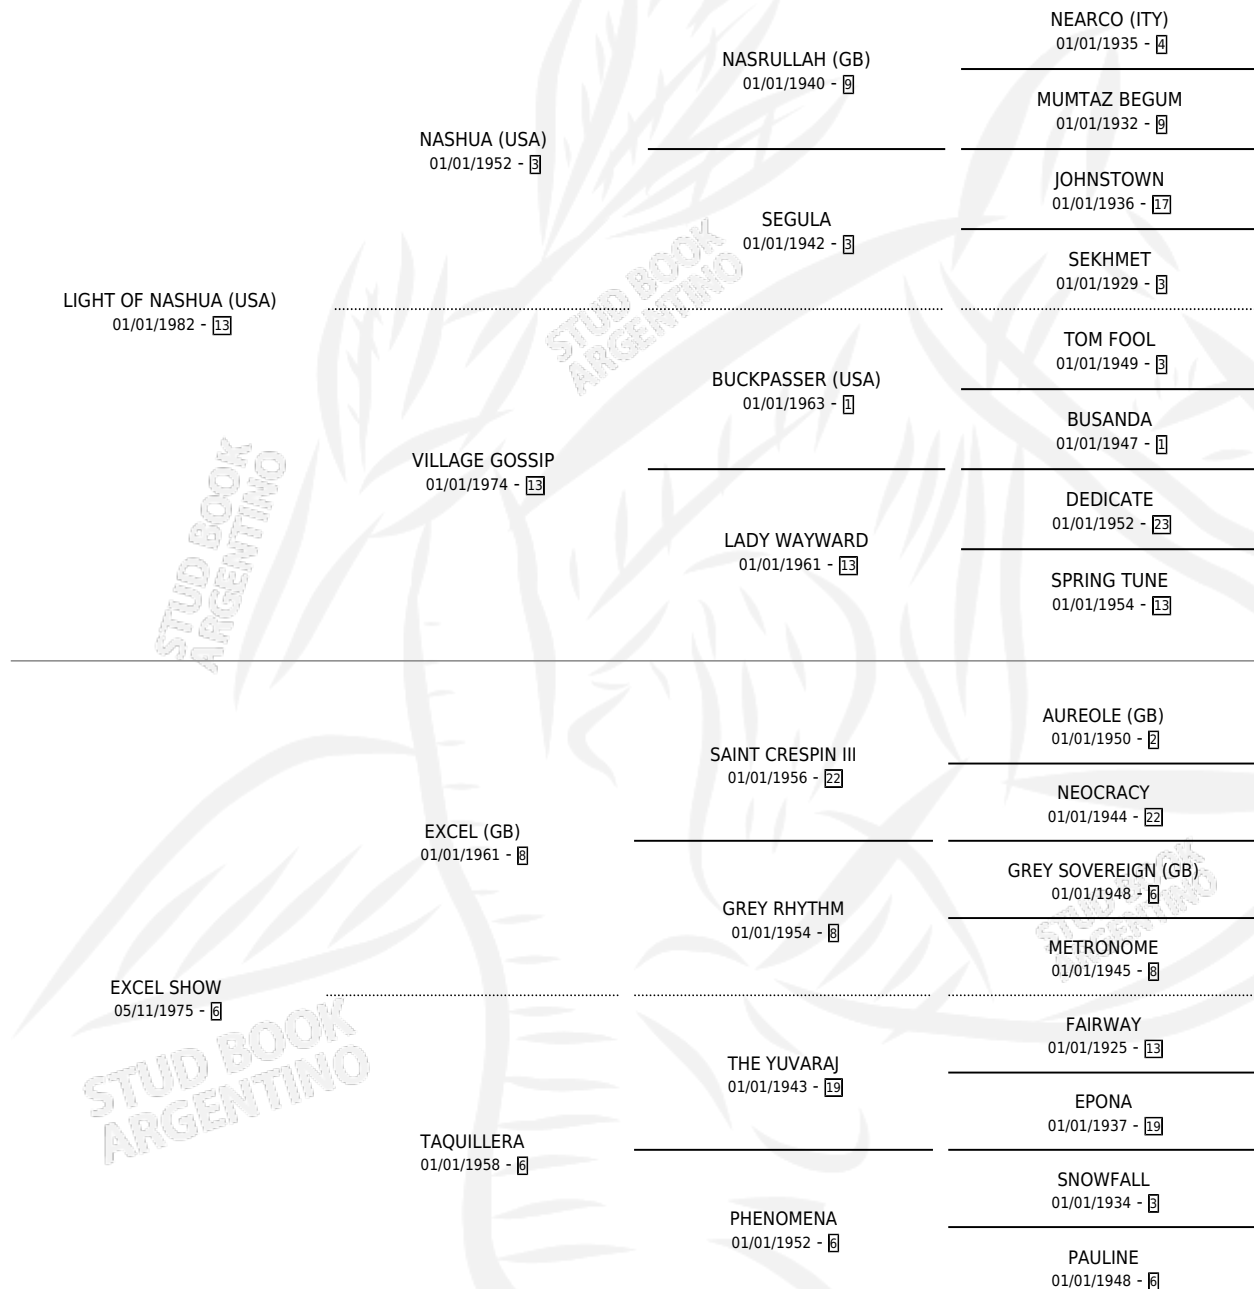 LIGHT OF NASHUA (USA)
01/01/1982 - 13
NASHUA (USA)
01/01/1952 - 3
VILLAGE GOSSIP
01/01/1974 - 13
NASRULLAH (GB)
01/01/1940 - 9
SEGULA
01/01/1942 - 3
BUCKPASSER (USA)
01/01/1963 - 1
LADY WAYWARD
01/01/1961 - 13
NEARCO (ITY)
01/01/1935 - 4
MUMTAZ BEGUM
01/01/1932 - 9
JOHNSTOWN
01/01/1936 - 17
SEKHMET
01/01/1929 - 3
TOM FOOL
01/01/1949 - 3
BUSANDA
01/01/1947 - 1
DEDICATE
01/01/1952 - 23
SPRING TUNE
01/01/1954 - 13
EXCEL SHOW
05/11/1975 - 6
EXCEL (GB)
01/01/1961 - 8
TAQUILLERA
01/01/1958 - 6
SAINT CRESPIN III
01/01/1956 - 22
GREY RHYTHM
01/01/1954 - 8
THE YUVARAJ
01/01/1943 - 19
PHENOMENA
01/01/1952 - 6
AUREOLE (GB)
01/01/1950 - 2
NEOCRACY
01/01/1944 - 22
GREY SOVEREIGN (GB)
01/01/1948 - 6
METRONOME
01/01/1945 - 8
FAIRWAY
01/01/1925 - 13
EPONA
01/01/1937 - 19
SNOWFALL
01/01/1934 - 3
PAULINE
01/01/1948 - 6
STUD BOOK
ARGENTINO
STUD BOOK
ARGENTINO
STUD BOOK
ARGENTINO
STUD BOOK
ARGENTINO